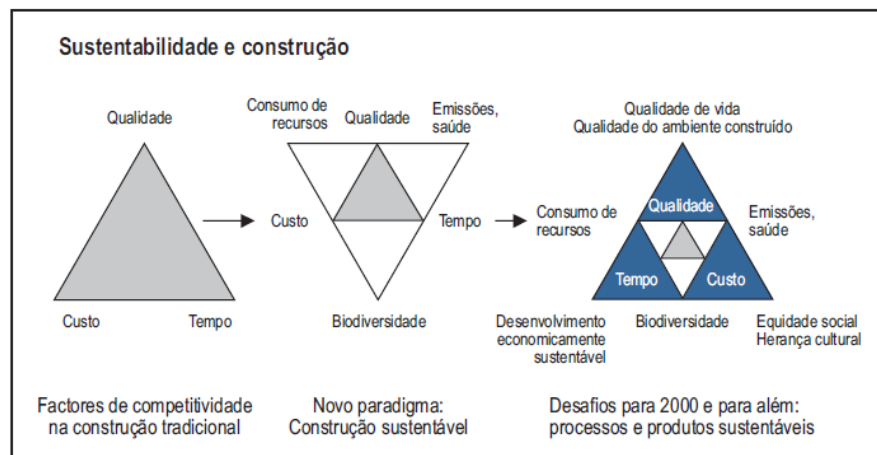 Sustentabilidade e construção
Qualidade
Custo
Tempo
Factores de competitividade
na construção tradicional
Consumo de
recursos
Qualidade
Emissões,
saúde
Custo
Tempo
Biodiversidade
Novo paradigma:
Construção sustentável
Qualidade de vida
Qualidade do ambiente construído
Consumo de
recursos
Qualidade
Emissões,
saúde
Tempo
Custo
Desenvolvimento
economicamente
sustentável
Biodiversidade
Equidade social
Herança cultural
Desafios para 2000 e para além:
processos e produtos sustentáveis